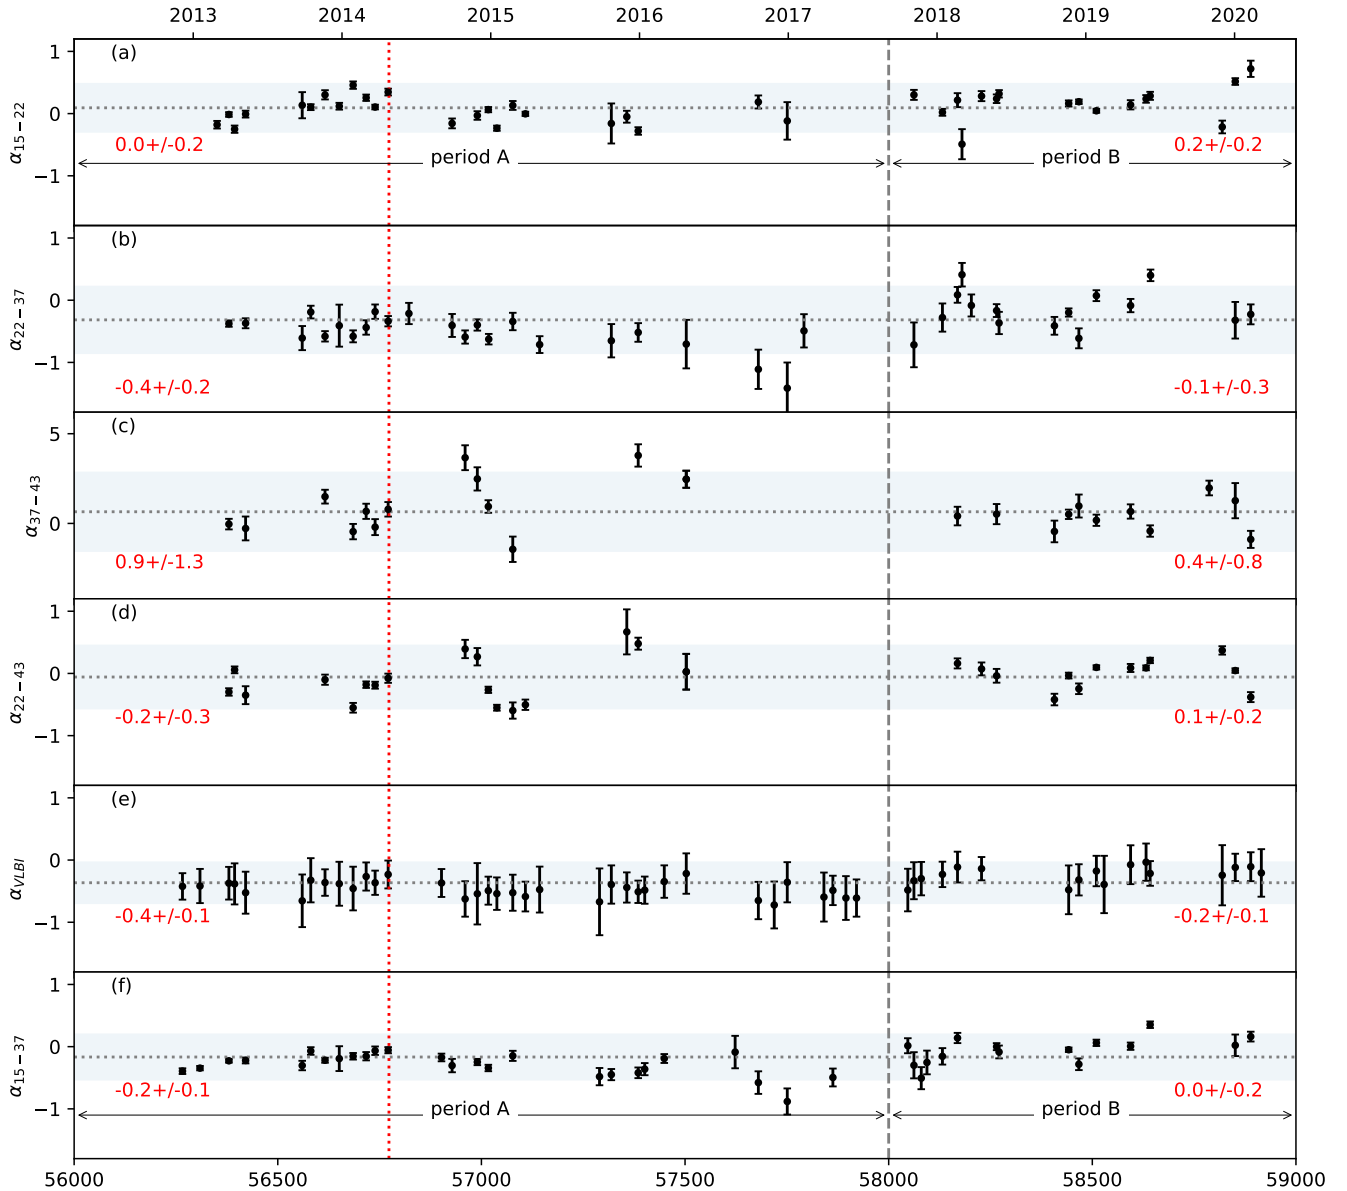 2013 2014 2015 2016 2017 2018 2019 2020
(a)
1
0
−1
α15−22
0.0+/-0.2
0.2+/-0.2
period A
period B
(b)
1
0
−1
α22−37
-0.4+/-0.2
-0.1+/-0.3
(c)
5
0
α37−43
0.9+/-1.3
0.4+/-0.8
(d)
1
0
−1
α22−43
-0.2+/-0.3
0.1+/-0.2
(e)
1
0
−1
αVLBI
-0.4+/-0.1
-0.2+/-0.1
(f)
1
0
−1
α15−37
-0.2+/-0.1
0.0+/-0.2
period A
period B
56000 56500 57000 57500 58000 58500 59000